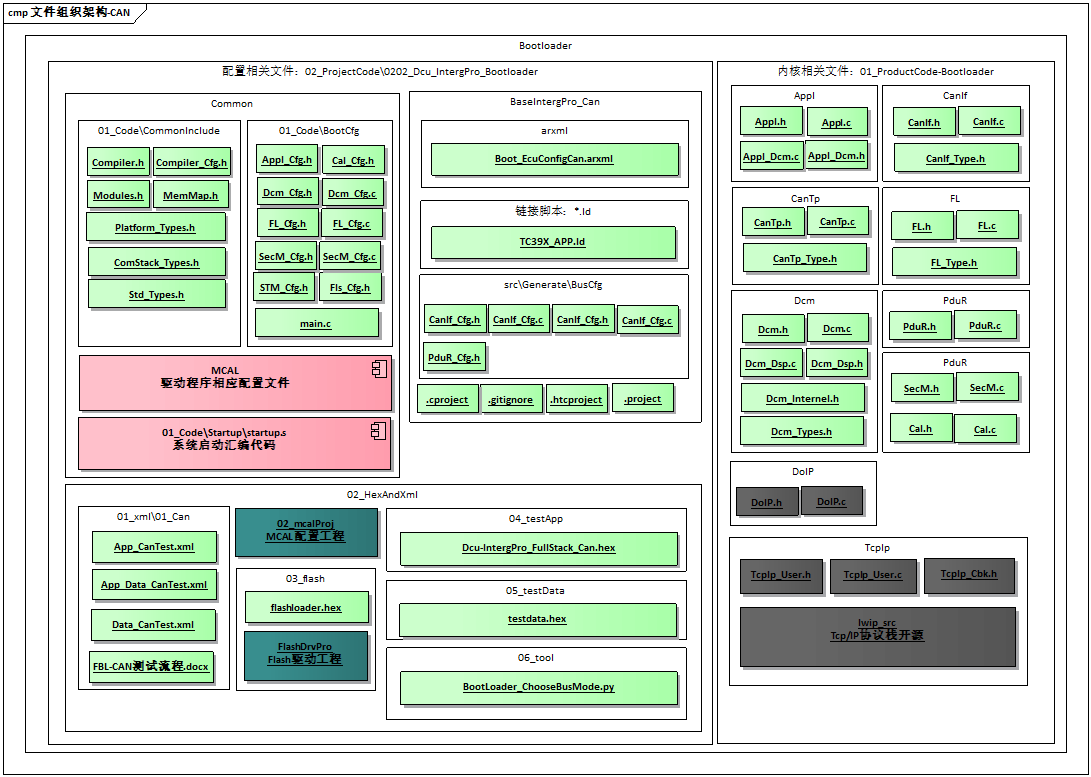 cmp 文件组织架构-CAN
Bootloader
配置相关文件：02_ProjectCode\0202_Dcu_IntergPro_Bootloader
Common
01_Code\CommonInclude
Compiler.h
Compiler_Cfg.h
Modules.h
MemMap.h
Platform_Types.h
ComStack_Types.h
Std_Types.h
01_Code\BootCfg
Appl_Cfg.h
Cal_Cfg.h
Dcm_Cfg.h
Dcm_Cfg.c
FL_Cfg.h
FL_Cfg.c
SecM_Cfg.h
SecM_Cfg.c
STM_Cfg.h
Fls_Cfg.h
main.c
MCAL
驱动程序相应配置文件
01_Code\Startup\startup.s
系统启动汇编代码
BaseIntergPro_Can
arxml
Boot_EcuConfigCan.arxml
链接脚本：*.ld
TC39X_APP.ld
src\Generate\BusCfg
CanIf_Cfg.h
CanIf_Cfg.c
CanIf_Cfg.h
CanIf_Cfg.c
PduR_Cfg.h
.cproject
.gitignore
.htcproject
.project
02_HexAndXml
01_xml\01_Can
App_CanTest.xml
App_Data_CanTest.xml
Data_CanTest.xml
FBL-CAN测试流程.docx
02_mcalProj
MCAL配置工程
03_flash
flashloader.hex
FlashDrvPro
Flash驱动工程
04_testApp
Dcu-IntergPro_FullStack_Can.hex
05_testData
testdata.hex
06_tool
BootLoader_ChooseBusMode.py
内核相关文件：01_ProductCode-Bootloader
Appl
Appl.h
Appl.c
Appl_Dcm.c
Appl_Dcm.h
CanIf
CanIf.h
CanIf.c
CanIf_Type.h
CanTp
CanTp.h
CanTp.c
CanTp_Type.h
FL
FL.h
FL.c
FL_Type.h
Dcm
Dcm.h
Dcm.c
Dcm_Dsp.c
Dcm_Dsp.h
Dcm_Internel.h
Dcm_Types.h
PduR
PduR.h
PduR.c
PduR
SecM.h
SecM.c
Cal.h
Cal.c
DoIP
DoIP.h
DoIP.c
TcpIp
TcpIp_User.h
TcpIp_User.c
TcpIp_Cbk.h
lwip_src
Tcp/IP协议栈开源